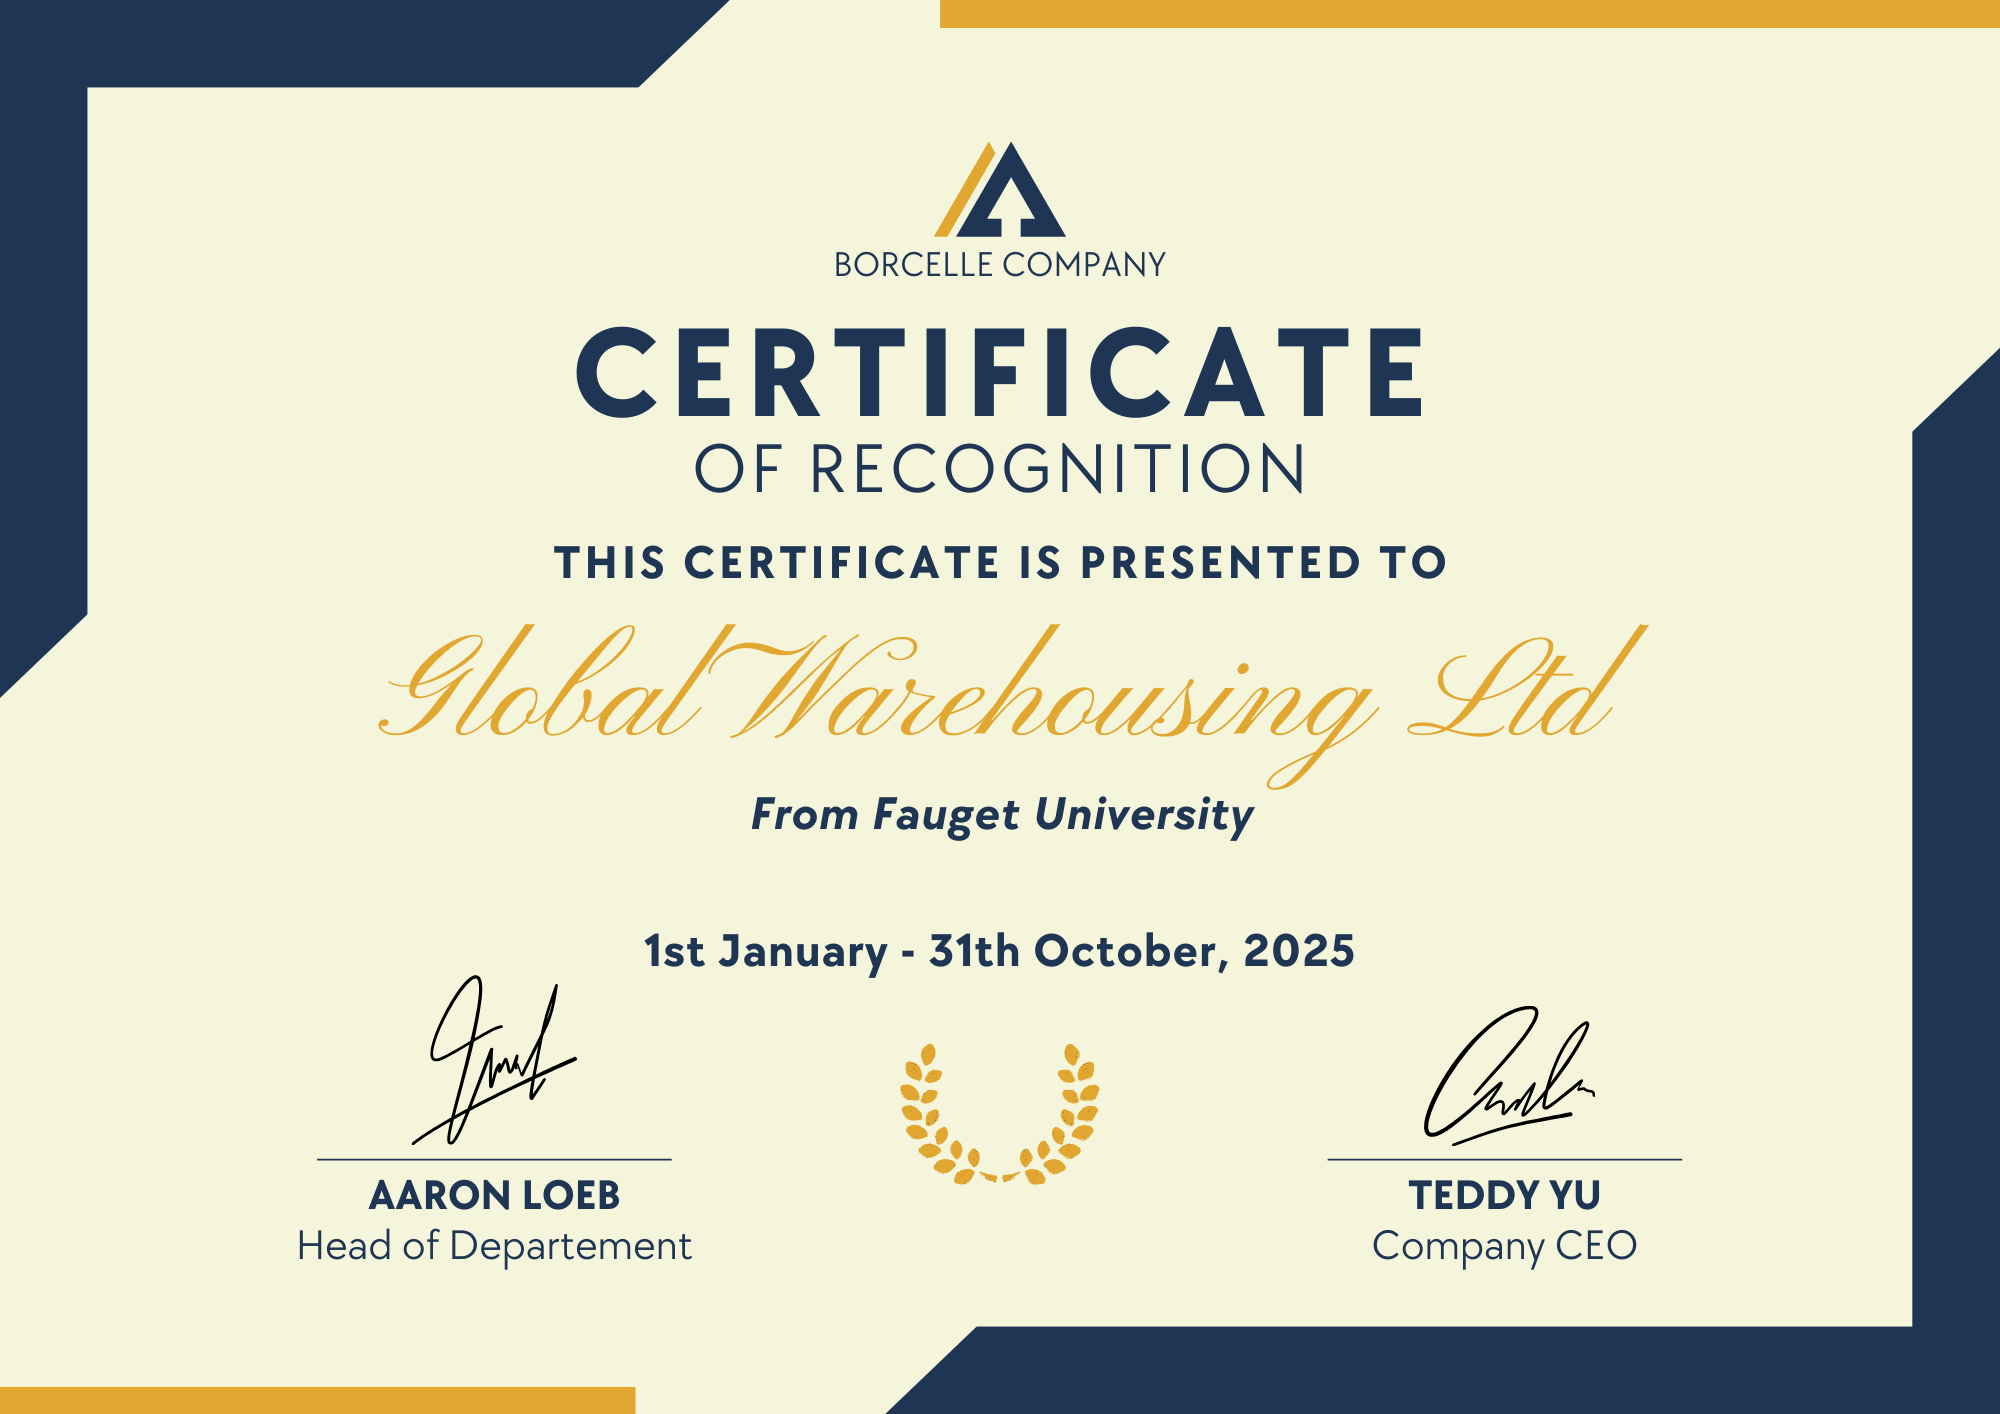 BORCELLE COMPANY
CERTIFICATE
OF RECOGNITION
THIS CERTIFICATE IS PRESENTED TO
Global Warehousing Ltd
From Fauget University
1st January - 31th October, 2025
AARON LOEB
Head of Departement
TEDDY YU
Company CEO